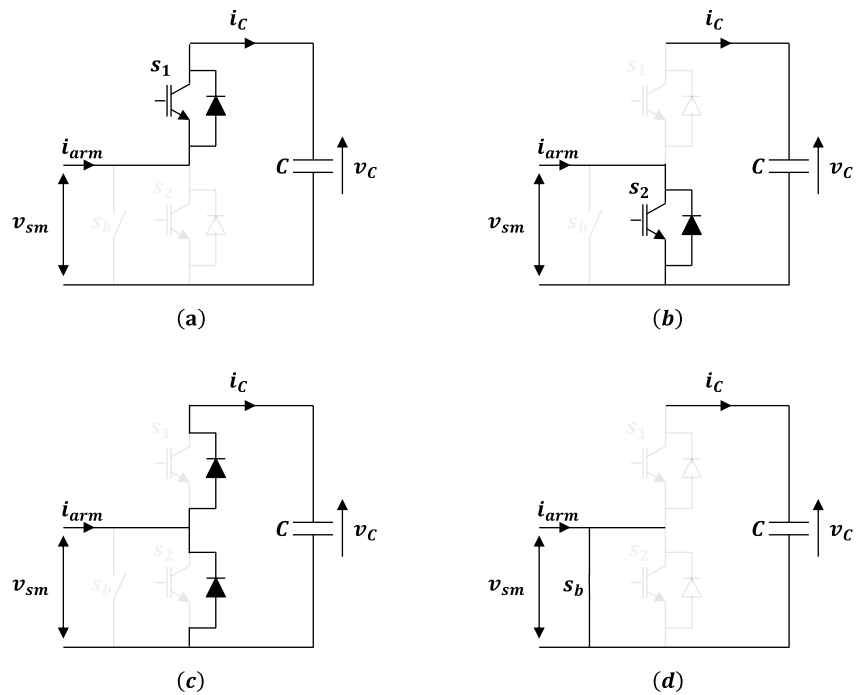 i_C i_C
s_1
i_arm i_arm
C v_C C v_C
s_2 s_2
v_sm s_b v_sm s_b
(a) (b)
i_C i_C
s_1 s_1
i_arm i_arm
C v_C C v_C
s_2 s_2
v_sm s_b v_sm s_b
(c) (d)